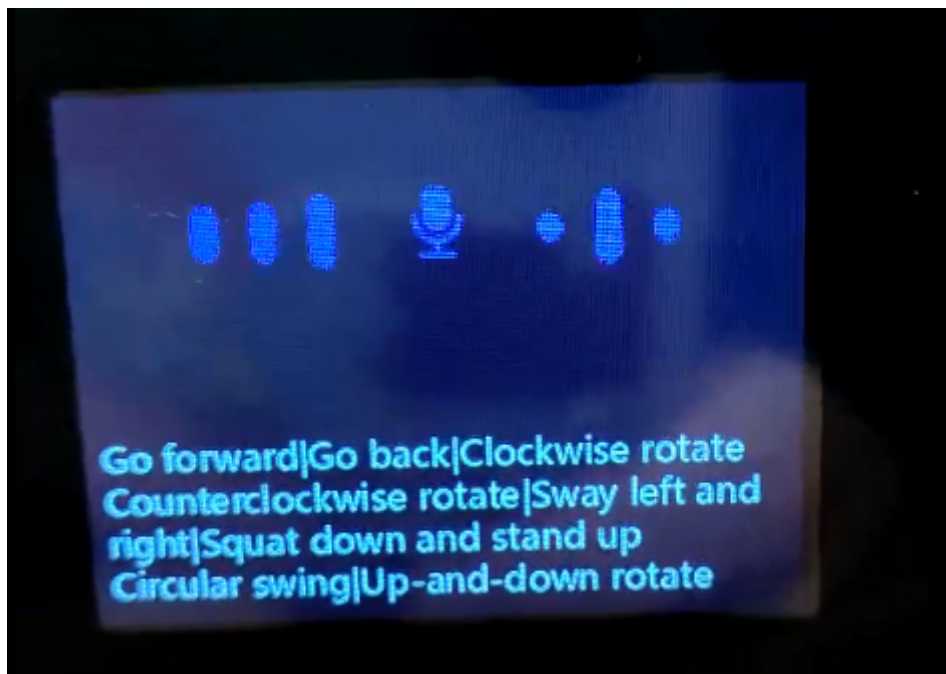 Go forward|Go back|Clockwise rotate
Counterclockwise rotate|Sway left and
right|Squat down and stand up
Circular swing|Up-and-down rotate